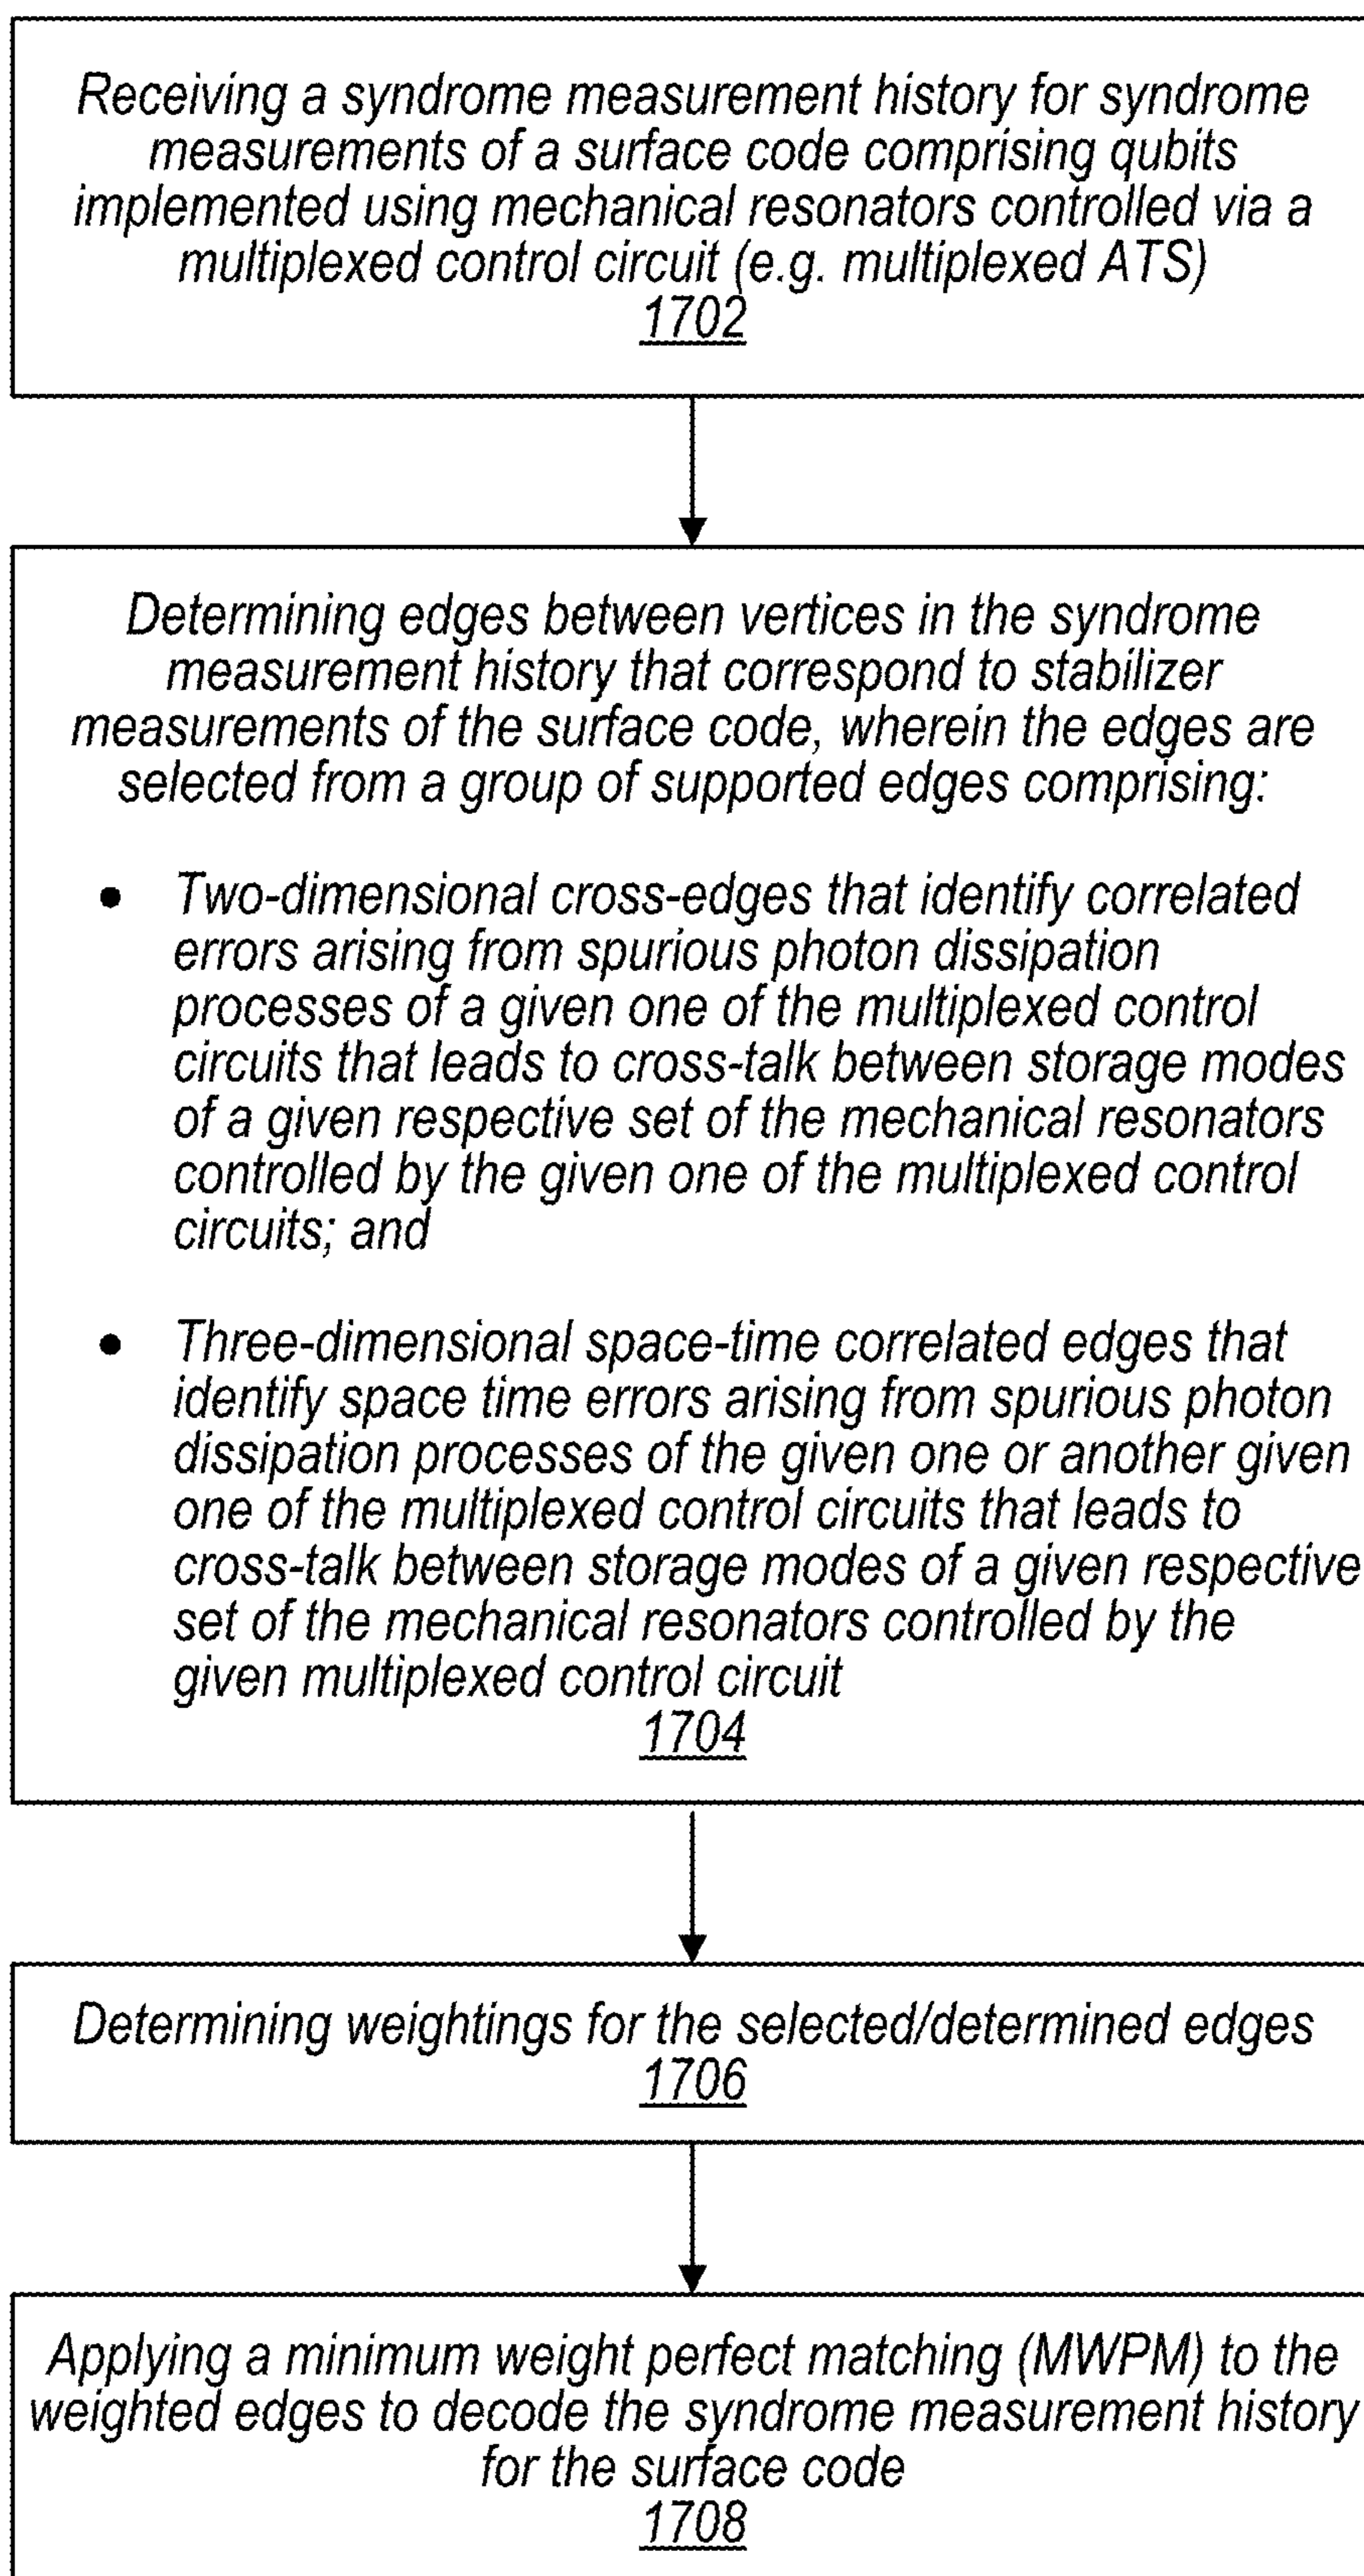 Receiving a syndrome measurement history for syndrome
measurements of a surface code comprising qubits
implemented using mechanical resonators controlled via a
multiplexed control circuit (e.g. multiplexed ATS)
1702
Determining edges between vertices in the syndrome
measurement history that correspond to stabilizer
measurements of the surface code, wherein the edges are
selected from a group of supported edges comprising:
• Two-dimensional cross-edges that identify correlated
errors arising from spurious photon dissipation
processes of a given one of the multiplexed control
circuits that leads to cross-talk between storage modes
of a given respective set of the mechanical resonators
controlled by the given one of the multiplexed control
circuits; and
• Three-dimensional space-time correlated edges that
identify space time errors arising from spurious photon
dissipation processes of the given one or another given
one of the multiplexed control circuits that leads to
cross-talk between storage modes of a given respective
set of the mechanical resonators controlled by the
given multiplexed control circuit
1704
Determining weightings for the selected/determined edges
1706
Applying a minimum weight perfect matching (MWPM) to the
weighted edges to decode the syndrome measurement history
for the surface code
1708